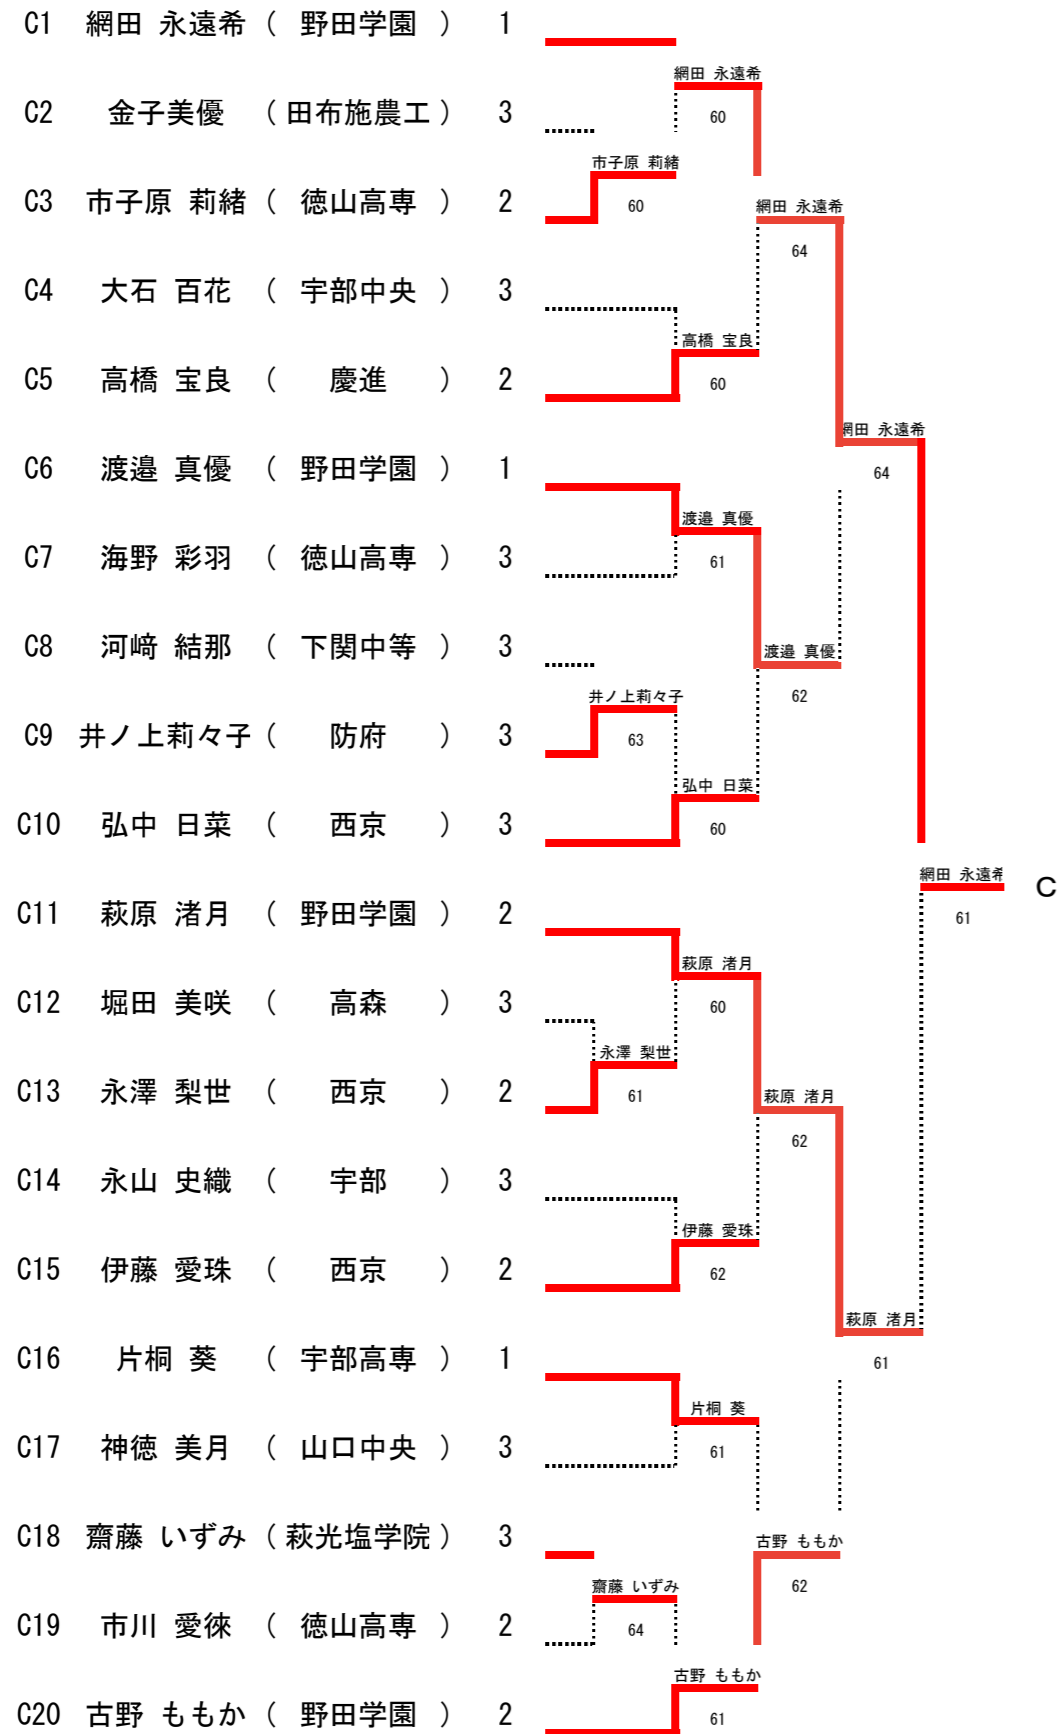 C1 網田 永遠希 ( 野田学園 ) 1
網田 永遠希
C2 金子美優 ( 田布施農工 ) 3
60
市子原 莉緒
C3 市子原 莉緒 ( 徳山高専 ) 2
60
網田 永遠希
64
C4 大石 百花 ( 宇部中央 ) 3
高橋 宝良
C5 高橋 宝良 ( 慶進 ) 2
60
網田 永遠希
C6 渡邉 真優 ( 野田学園 ) 1
64
渡邉 真優
C7 海野 彩羽 ( 徳山高専 ) 3
61
C8 河﨑 結那 ( 下関中等 ) 3
渡邉 真優
井ノ上莉々子
62
C9 井ノ上莉々子 ( 防府 ) 3
63
弘中 日菜
C10 弘中 日菜 ( 西京 ) 3
60
網田 永遠希
C
C11 萩原 渚月 ( 野田学園 ) 2
61
萩原 渚月
C12 堀田 美咲 ( 高森 ) 3
60
永澤 梨世
C13 永澤 梨世 ( 西京 ) 2
61
萩原 渚月
62
C14 永山 史織 ( 宇部 ) 3
伊藤 愛珠
C15 伊藤 愛珠 ( 西京 ) 2
62
萩原 渚月
C16 片桐 葵 ( 宇部高専 ) 1
61
片桐 葵
C17 神徳 美月 ( 山口中央 ) 3
61
C18 齋藤 いずみ ( 萩光塩学院 ) 3
古野 ももか
齋藤 いずみ
62
C19 市川 愛徠 ( 徳山高専 ) 2
64
古野 ももか
C20 古野 ももか ( 野田学園 ) 2
61